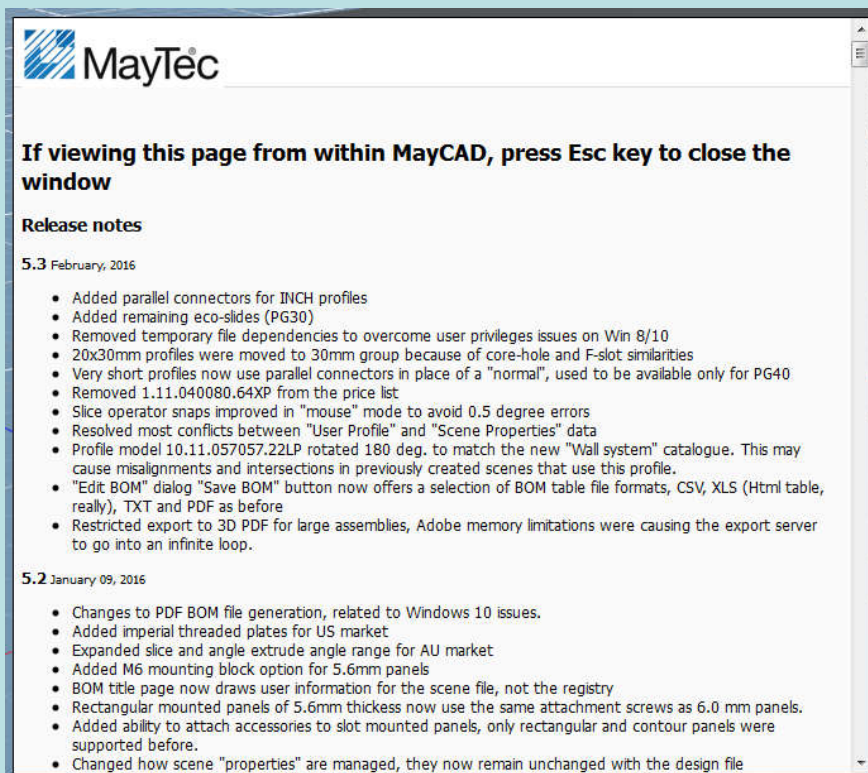 MayTec®
If viewing this page from within MayCAD, press Esc key to close the
window
Release notes
5.3 February, 2016
• Added parallel connectors for INCH profiles
• Added remaining eco-slides (PG30)
• Removed temporary file dependencies to overcome user privileges issues on Win 8/10
• 20x30mm profiles were moved to 30mm group because of core-hole and F-slot similarities
• Very short profiles now use parallel connectors in place of a "normal", used to be available only for PG40
• Removed 1.11.040080.64XP from the price list
• Slice operator snaps improved in "mouse" mode to avoid 0.5 degree errors
• Resolved most conflicts between "User Profile" and "Scene Properties" data
• Profile model 10.11.057057.22LP rotated 180 deg. to match the new "Wall system" catalogue. This may
cause misalignments and intersections in previously created scenes that use this profile.
• "Edit BOM" dialog "Save BOM" button now offers a selection of BOM table file formats, CSV, XLS (Html table,
really), TXT and PDF as before
• Restricted export to 3D PDF for large assemblies, Adobe memory limitations were causing the export server
to go into an infinite loop.
5.2 January 09, 2016
• Changes to PDF BOM file generation, related to Windows 10 issues.
• Added imperial threaded plates for US market
• Expanded slice and angle extrude angle range for AU market
• Added M6 mounting block option for 5.6mm panels
• BOM title page now draws user information for the scene file, not the registry
• Rectangular mounted panels of 5.6mm thickess now use the same attachment screws as 6.0 mm panels.
• Added ability to attach accessories to slot mounted panels, only rectangular and contour panels were
supported before.
• Changed how scene "properties" are managed, they now remain unchanged with the design file